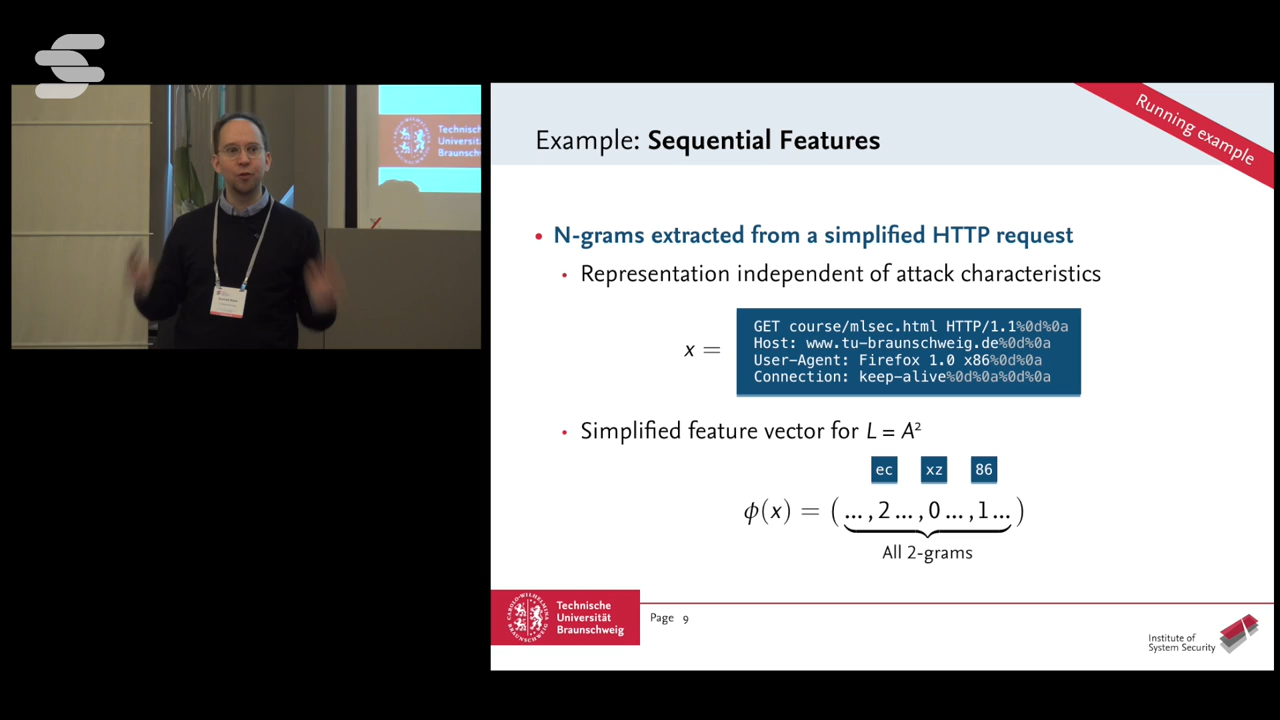 Technische
Universität
Braunschweig
Example: Sequential Features
Running example
• N-grams extracted from a simplified HTTP request
• Representation independent of attack characteristics
x =
GET course/mlsec.html HTTP/1.1%0d%0a
Host: www.tu-braunschweig.de%0d%0a
User-Agent: Firefox 1.0 x86%0d%0a
Connection: keep-alive%0d%0a%0d%0a
• Simplified feature vector for L = A²
ec xz 86
ϕ(x) = (... , 2 ... , 0 ... , 1 ...)
All 2-grams
Technische
Universität
Braunschweig
Page 9
Institute of
System Security